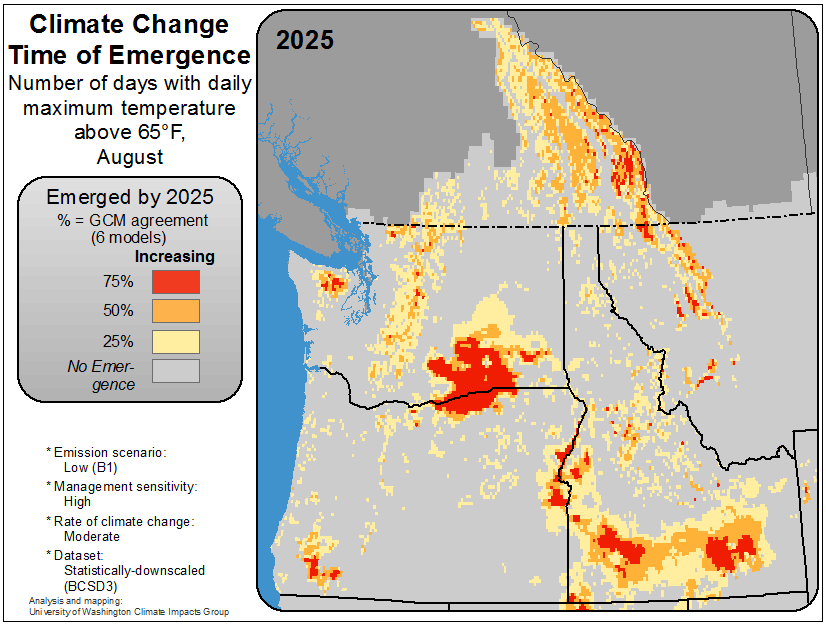 Climate Change
Time of Emergence
Number of days with daily
maximum temperature
above 65°F,
August
2025
Emerged by 2025
% = GCM agreement
(6 models)
Increasing
75%
50%
25%
No Emer-
gence
* Emission scenario:
Low (B1)
* Management sensitivity:
High
* Rate of climate change:
Moderate
* Dataset:
Statistically-downscaled
(BCSD3)
Analysis and mapping:
University of Washington Climate Impacts Group